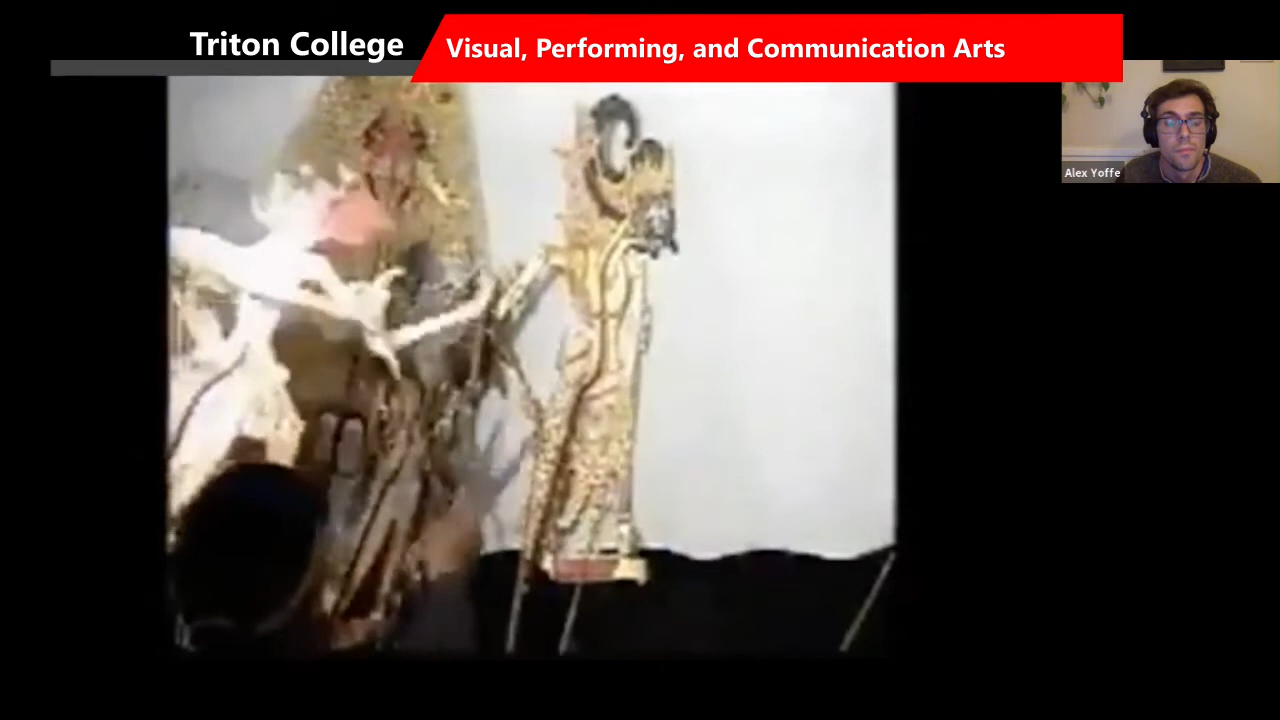 Triton College
Visual, Performing, and Communication Arts
Alex Yoffe